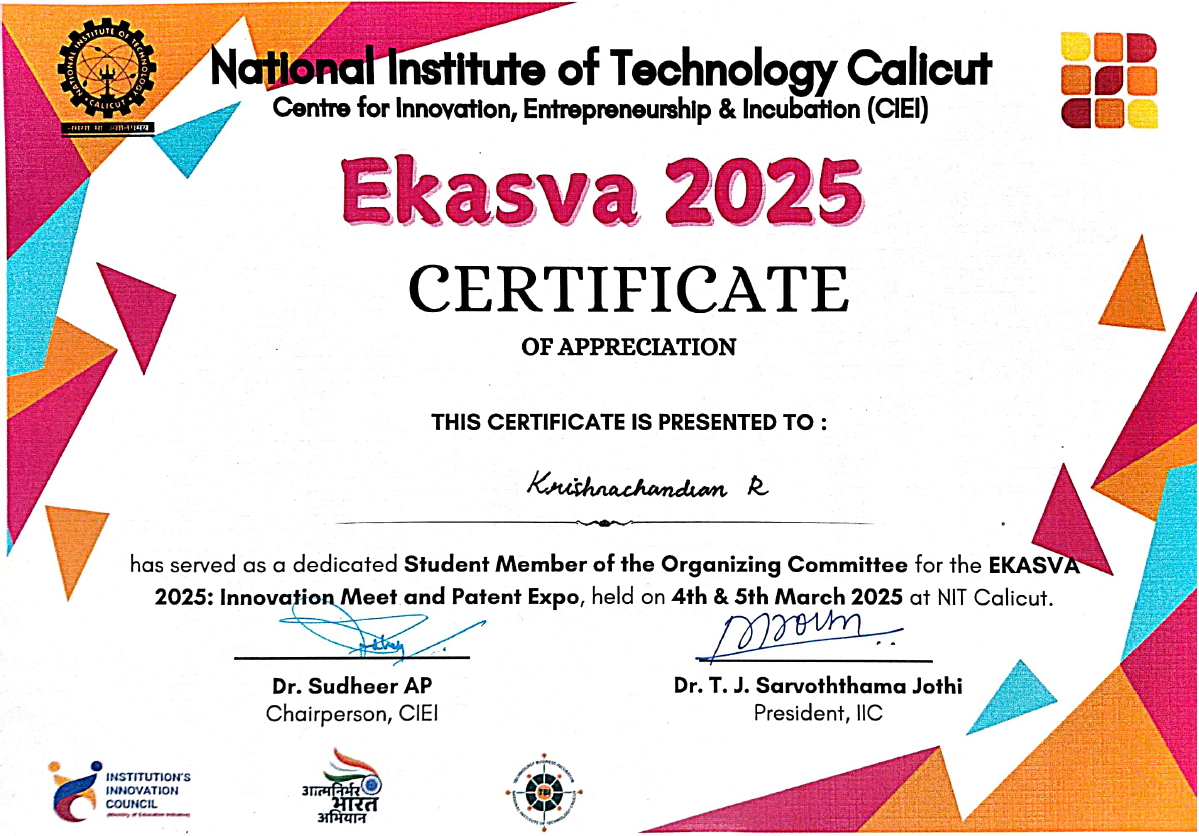 NATIONAL INSTITUTE OF TECHNOLOGY
CALICUT
National Institute of Technology Calicut
Centre for Innovation, Entrepreneurship & Incubation (CIEI)
Ekasva 2025
CERTIFICATE
OF APPRECIATION
THIS CERTIFICATE IS PRESENTED TO :
Krishnachandran R
has served as a dedicated Student Member of the Organizing Committee for the EKASVA
2025: Innovation Meet and Patent Expo, held on 4th & 5th March 2025 at NIT Calicut.
Dr. Sudheer AP
Chairperson, CIEI
Dr. T. J. Sarvoththama Jothi
President, IIC
INSTITUTION'S
INNOVATION
COUNCIL
(Ministry of Education Initiative)
आत्मनिर्भर
भारत
अभियान
TECHNOLOGY BUSINESS INCUBATOR
TBI